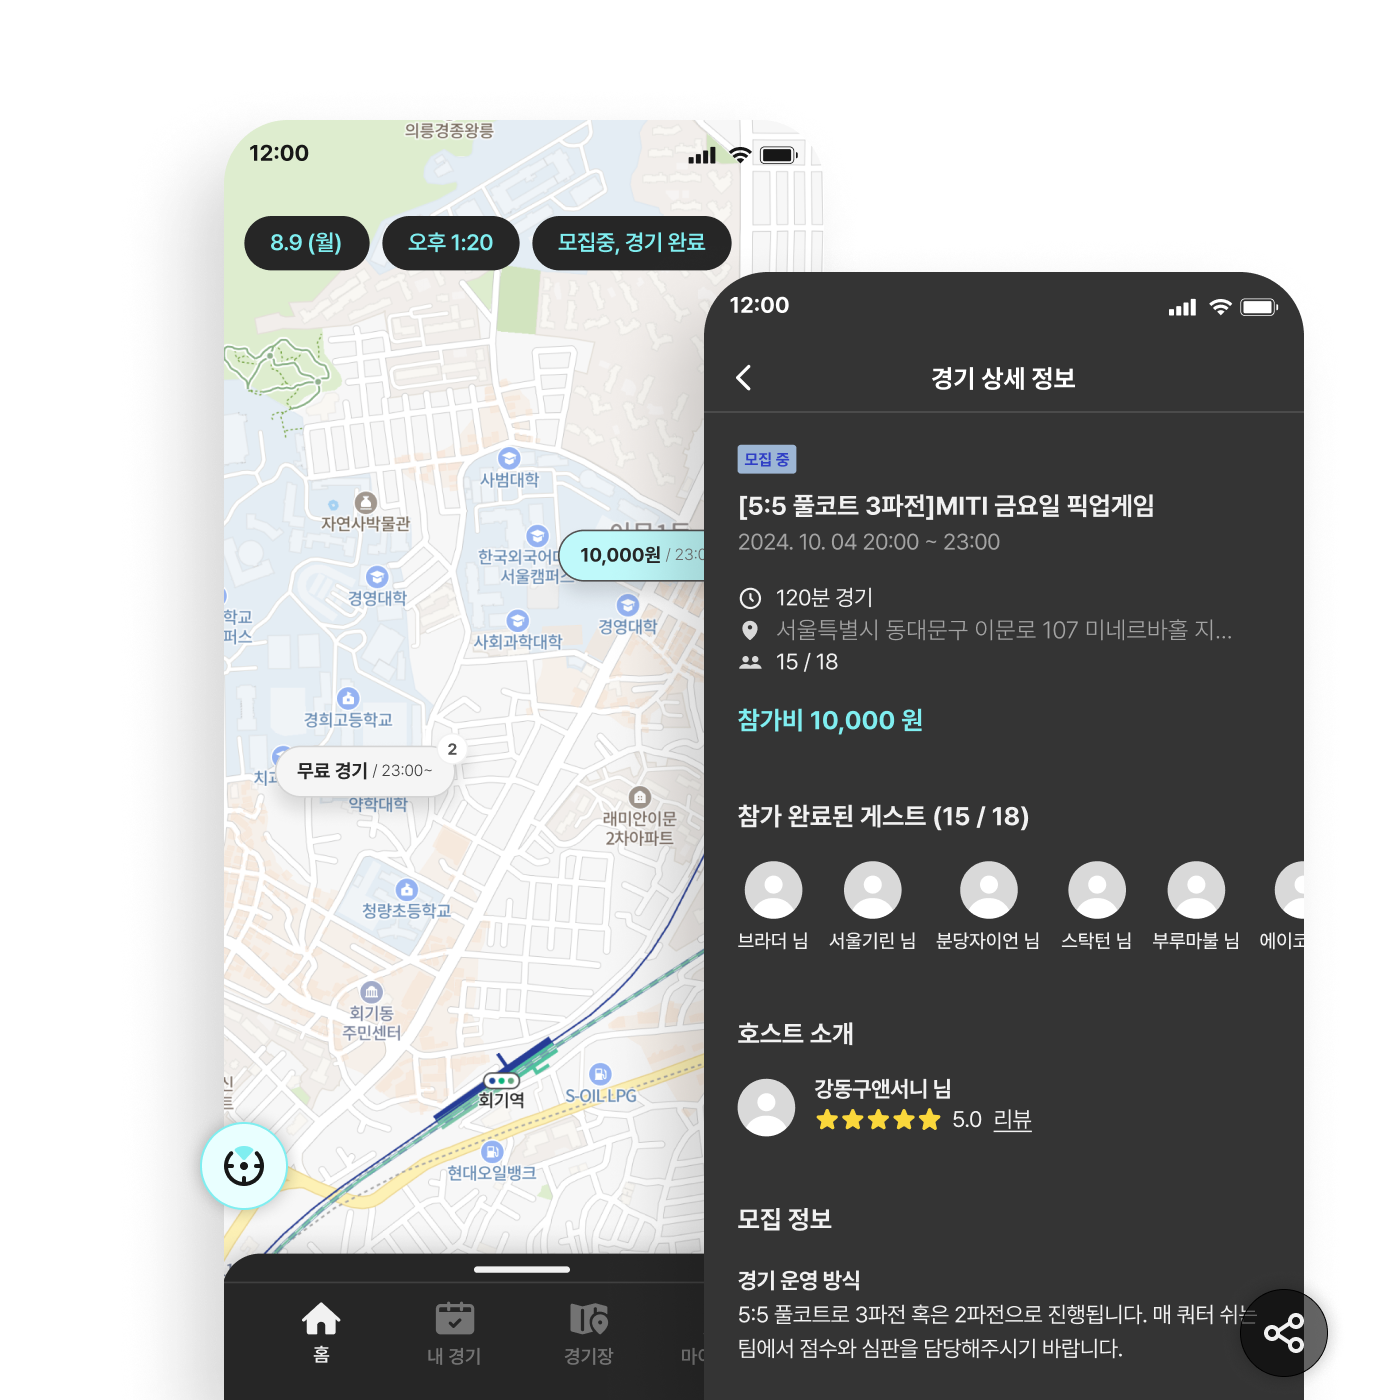 의릉경종왕릉
12:00
8.9 (월)
오후 1:20
모집중, 경기 완료
사범대학
자연사박물관
한국외국어대
서울캠퍼스
10,000원 / 23:0
경영대학
학교
퍼스
사회과학대학
경영대학
경희고등학교
2
무료 경기 / 23:00~
치과
약학대학
래미안이문
2차아파트
청량초등학교
회기동
주민센터
회기역
S-OIL LPG
현대오일뱅크
홈
내 경기
경기장
마이
12:00
경기 상세 정보
모집 중
[5:5 풀코트 3파전]MITI 금요일 픽업게임
2024. 10. 04 20:00 ~ 23:00
120분 경기
서울특별시 동대문구 이문로 107 미네르바홀 지...
15 / 18
참가비 10,000 원
참가 완료된 게스트 (15 / 18)
브라더 님
서울기린 님
분당자이언 님
스탁턴 님
부루마불 님
에이코
호스트 소개
강동구앤서니 님
5.0 리뷰
모집 정보
경기 운영 방식
5:5 풀코트로 3파전 혹은 2파전으로 진행됩니다. 매 쿼터 쉬는
팀에서 점수와 심판을 담당해주시기 바랍니다.